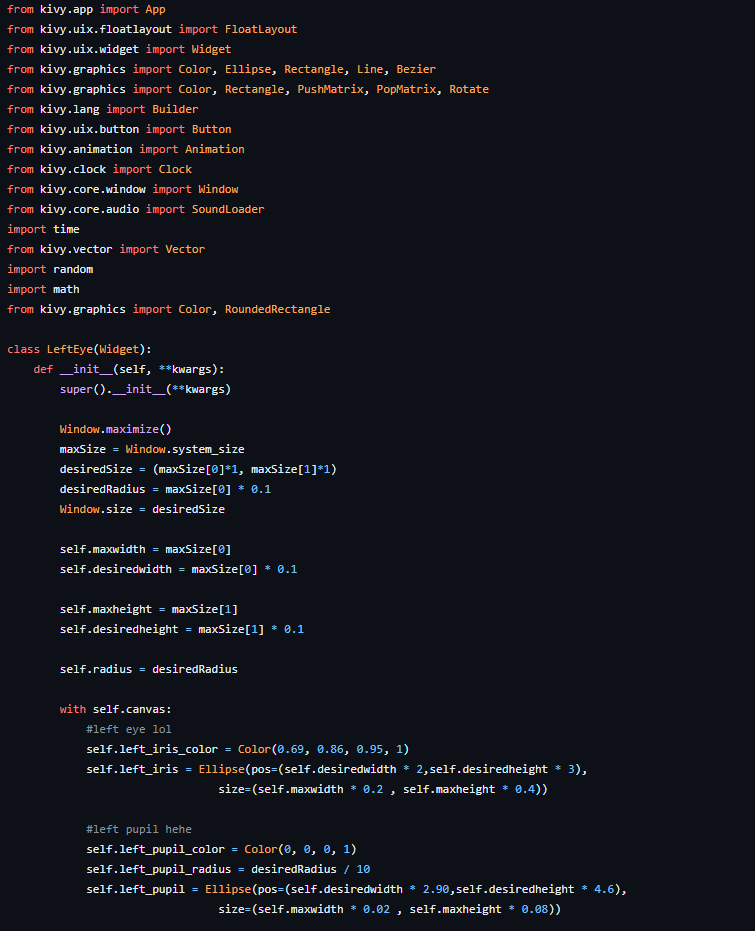 from kivy.app import App
from kivy.uix.floatlayout import FloatLayout
from kivy.uix.widget import Widget
from kivy.graphics import Color, Ellipse, Rectangle, Line, Bezier
from kivy.graphics import Color, Rectangle, PushMatrix, PopMatrix, Rotate
from kivy.lang import Builder
from kivy.uix.button import Button
from kivy.animation import Animation
from kivy.clock import Clock
from kivy.core.window import Window
from kivy.core.audio import SoundLoader
import time
from kivy.vector import Vector
import random
import math
from kivy.graphics import Color, RoundedRectangle

class LeftEye(Widget):
    def __init__(self, **kwargs):
        super().__init__(**kwargs)

        Window.maximize()
        maxSize = Window.system_size
        desiredSize = (maxSize[0]*1, maxSize[1]*1)
        desiredRadius = maxSize[0] * 0.1
        Window.size = desiredSize

        self.maxwidth = maxSize[0]
        self.desiredwidth = maxSize[0] * 0.1

        self.maxheight = maxSize[1]
        self.desiredheight = maxSize[1] * 0.1

        self.radius = desiredRadius

        with self.canvas:
            #left eye lol
            self.left_iris_color = Color(0.69, 0.86, 0.95, 1)
            self.left_iris = Ellipse(pos=(self.desiredwidth * 2,self.desiredheight * 3),
                                size=(self.maxwidth * 0.2 , self.maxheight * 0.4))

            #left pupil hehe
            self.left_pupil_color = Color(0, 0, 0, 1)
            self.left_pupil_radius = desiredRadius / 10
            self.left_pupil = Ellipse(pos=(self.desiredwidth * 2.90,self.desiredheight * 4.6),
                                size=(self.maxwidth * 0.02 , self.maxheight * 0.08))